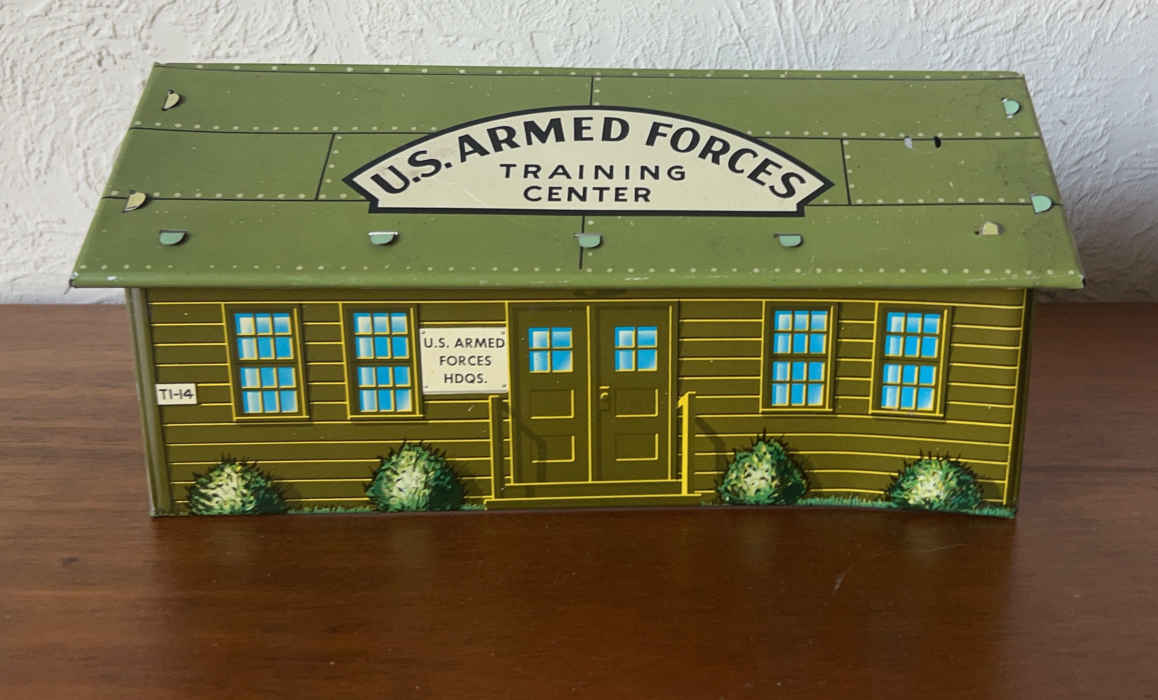 U.S. ARMED FORCES
TRAINING
CENTER
U.S. ARMED
FORCES
HDQS.
T1-14